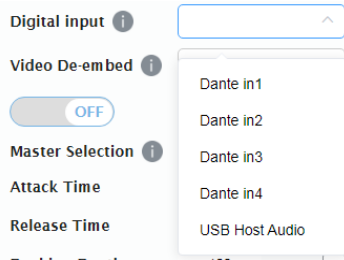 Digital input
Video De-embed
OFF
Master Selection
Attack Time
Release Time
Dante in1
Dante in2
Dante in3
Dante in4
USB Host Audio